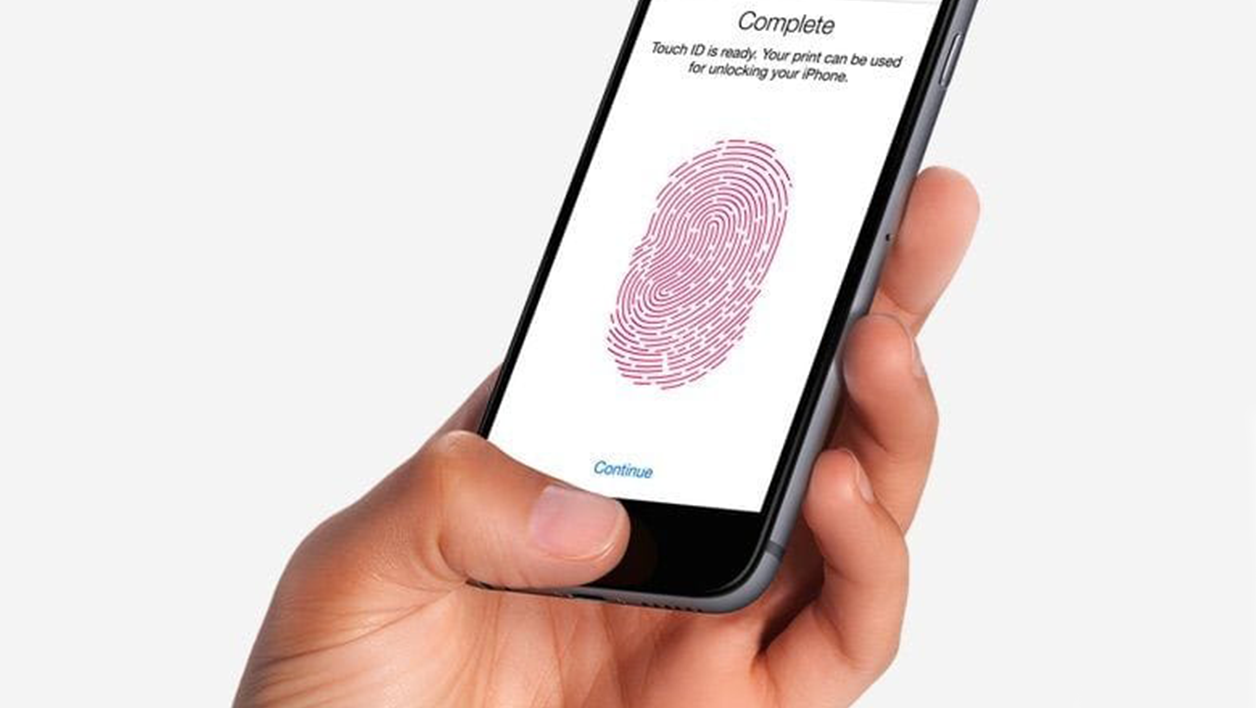 Complete
Touch ID is ready. Your print can be used
for unlocking your iPhone.
Continue